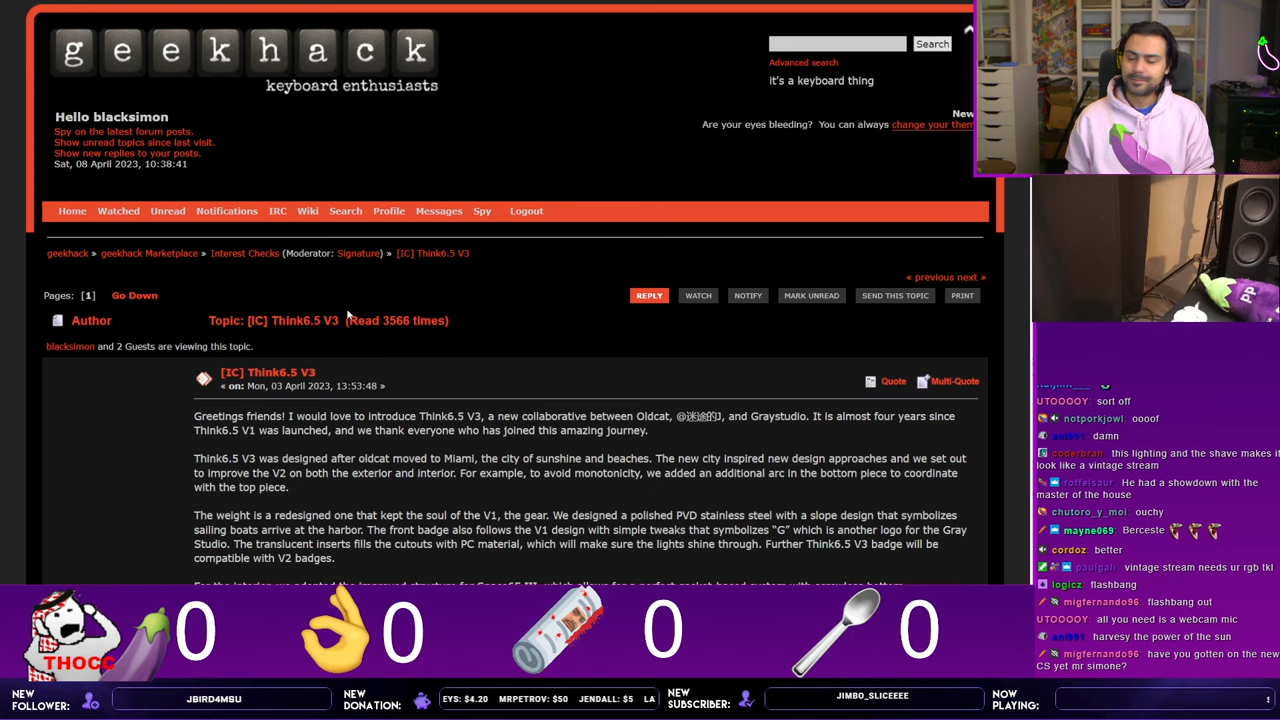 geekhack
keyboard enthusiasts
Search
Advanced search
it's a keyboard thing
Hello blacksimon
Spy on the latest forum posts.
Show unread topics since last visit.
Show new replies to your posts.
Sat, 08 April 2023, 10:38:41
New
Are your eyes bleeding? You can always change your them
Home Watched Unread Notifications IRC Wiki Search Profile Messages Spy Logout
geekhack » geekhack Marketplace » Interest Checks (Moderator: Signature) » [IC] Think6.5 V3
« previous next »
Pages: [1] Go Down
REPLY WATCH NOTIFY MARK UNREAD SEND THIS TOPIC PRINT
Author Topic: [IC] Think6.5 V3 (Read 3566 times)
blacksimon and 2 Guests are viewing this topic.
[IC] Think6.5 V3
« on: Mon, 03 April 2023, 13:53:48 »
Quote Multi-Quote
Greetings friends! I would love to introduce Think6.5 V3, a new collaborative between Oldcat, @迷途的J, and Graystudio. It is almost four years since
Think6.5 V1 was launched, and we thank everyone who has joined this amazing journey.
Think6.5 V3 was designed after oldcat moved to Miami, the city of sunshine and beaches. The new city inspired new design approaches and we set out
to improve the V2 on both the exterior and interior. For example, to avoid monotonicity, we added an additional arc in the bottom piece to coordinate
with the top piece.
The weight is a redesigned one that kept the soul of the V1, the gear. We designed a polished PVD stainless steel with a slope design that symbolizes
sailing boats arrive at the harbor. The front badge also follows the V1 design with simple tweaks that symbolizes "G" which is another logo for the Gray
Studio. The translucent inserts fills the cutouts with PC material, which will make sure the lights shine through. Further Think6.5 V3 badge will be
compatible with V2 badges.
PP
UTOOOOY sort off
notporkjowl: oooof
ani991: damn
coderbran: this lighting and the shave makes it
look like a vintage stream
roffelsaur: He had a showdown with the
master of the house
chutoro_y_moi: ouchy
mayne069: Berceste
cordoz: better
paulgali: vintage stream needs ur rgb tkl
logicz: flashbang
migfernando96: flashbang out
UTOOOOY: all you need is a webcam mic
ani991: harvesy the power of the sun
migfernando96: have you gotten on the new
CS yet mr simone?
THOCC 0 0 0 0
NEW FOLLOWER: JBIRD4MSU
NEW DONATION: EYS: $4.20 MRPETROV: $50 JENDALL: $5 LA
NEW SUBSCRIBER: JIMBO_SLICEEEE
NOW PLAYING: